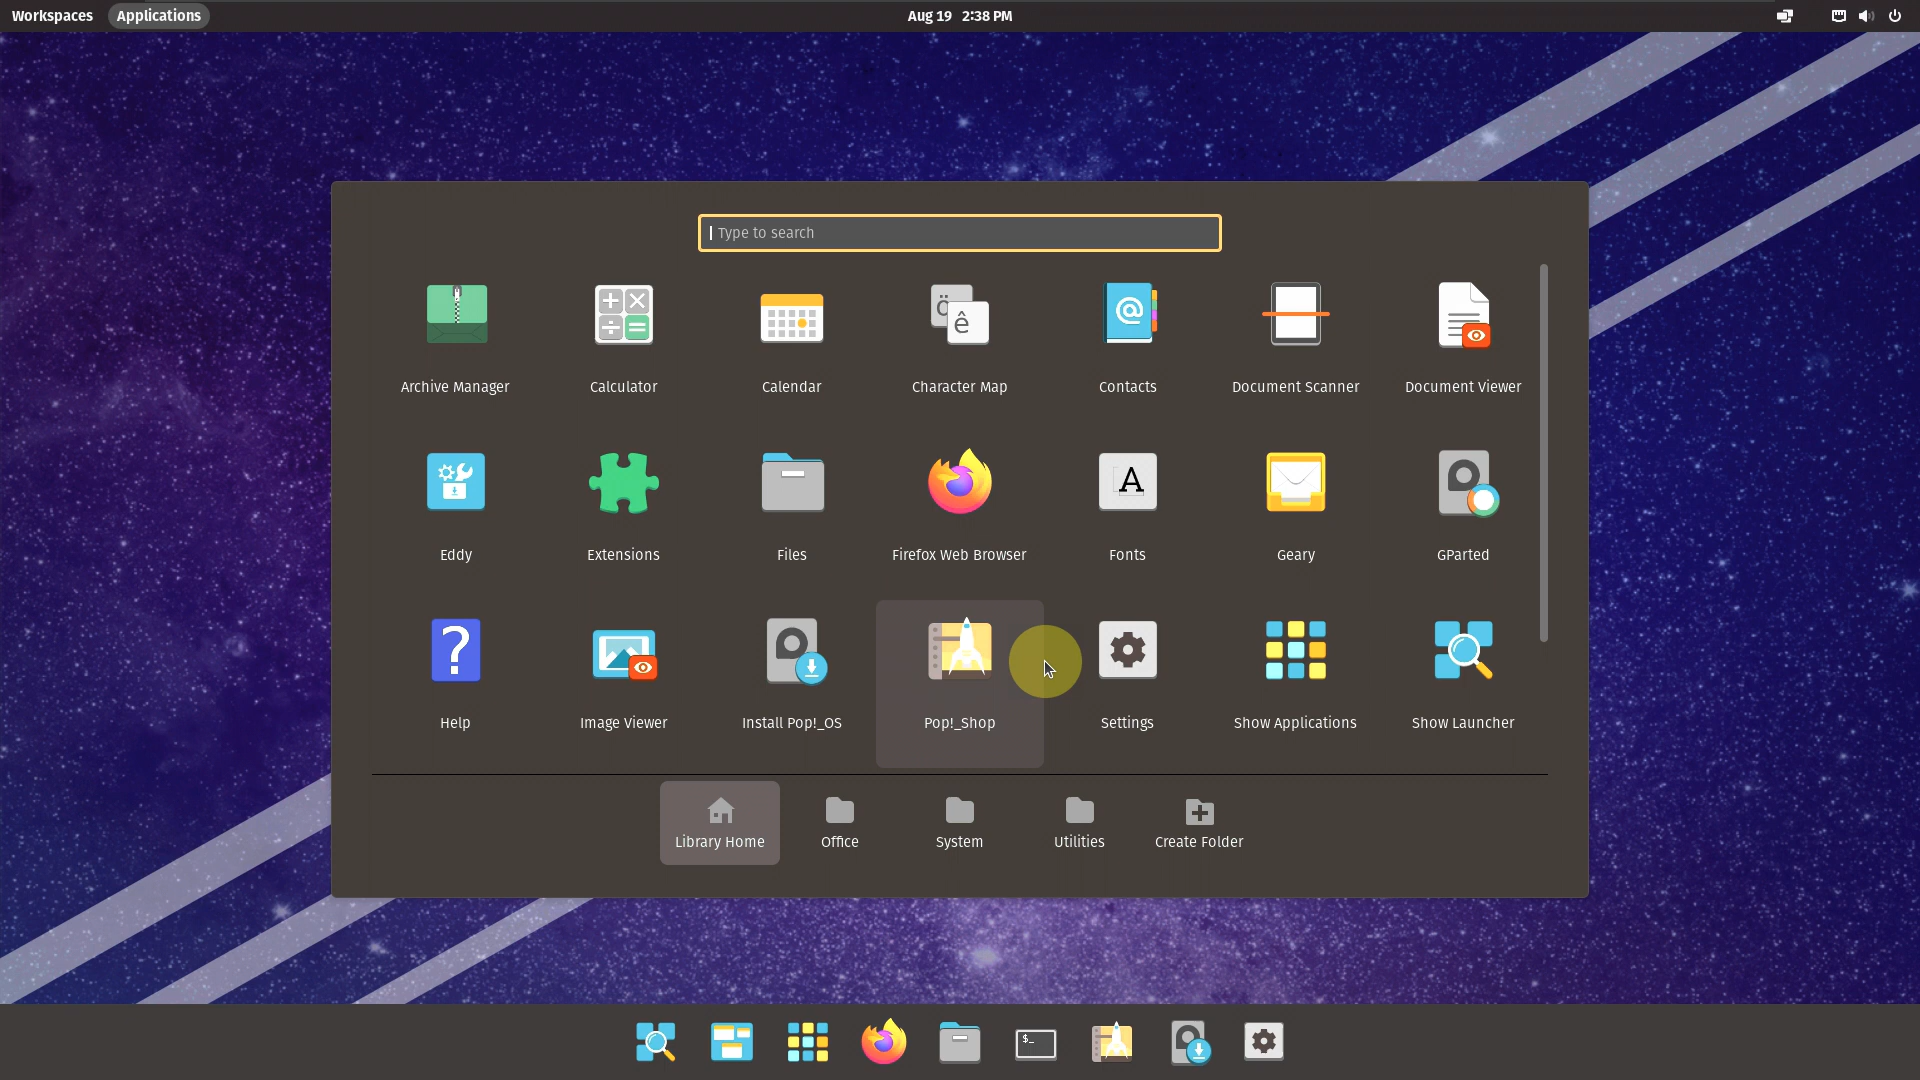 Workspaces Applications Aug 19 2:38 PM
Type to search
Archive Manager Calculator Calendar Character Map Contacts Document Scanner Document Viewer
Eddy Extensions Files Firefox Web Browser Fonts Geary GParted
Help Image Viewer Install Pop!_OS Pop!_Shop Settings Show Applications Show Launcher
Library Home Office System Utilities Create Folder